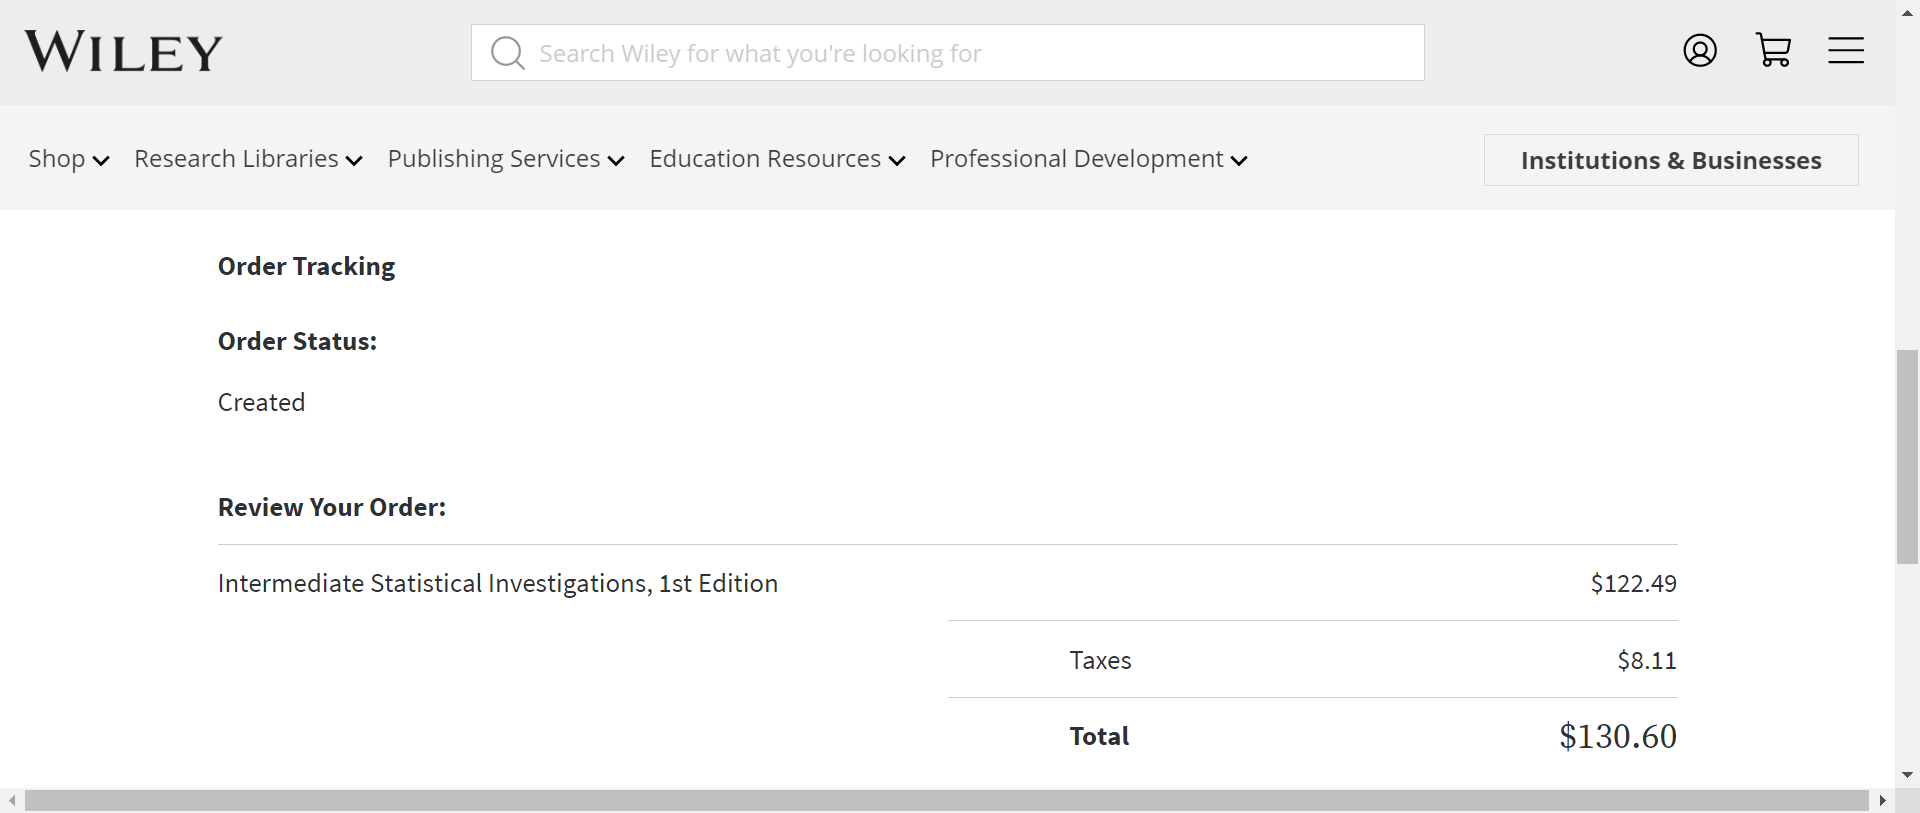 WILEY
Search Wiley for what you're looking for
Shop Research Libraries Publishing Services Education Resources Professional Development Institutions & Businesses
Order Tracking
Order Status:
Created
Review Your Order:
Intermediate Statistical Investigations, 1st Edition $122.49
Taxes $8.11
Total $130.60